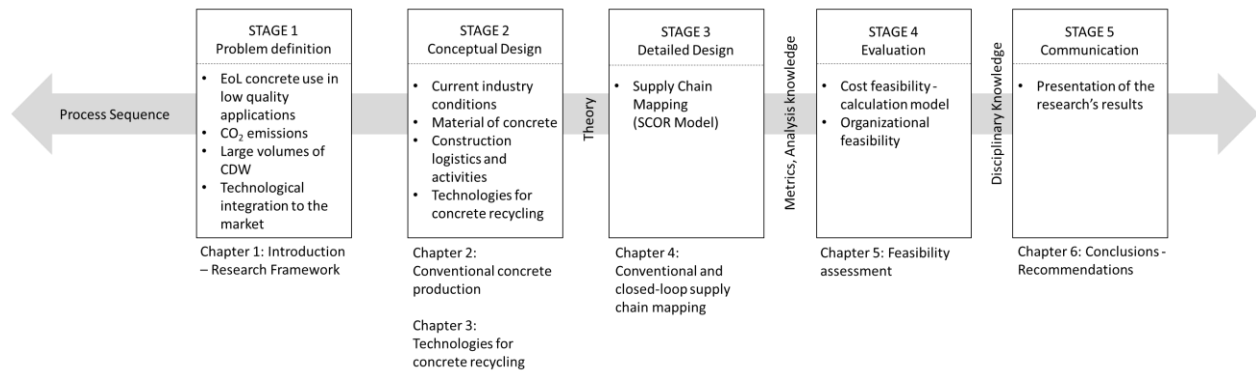 Process Sequence
STAGE 1
Problem definition
• EoL concrete use in
low quality
applications
• CO₂ emissions
• Large volumes of
CDW
• Technological
integration to the
market
Chapter 1: Introduction
– Research Framework
STAGE 2
Conceptual Design
• Current industry
conditions
• Material of concrete
• Construction
logistics and
activities
• Technologies for
concrete recycling
Chapter 2:
Conventional concrete
production
Chapter 3:
Technologies for
concrete recycling
Theory
STAGE 3
Detailed Design
• Supply Chain
Mapping
(SCOR Model)
Chapter 4:
Conventional and
closed-loop supply
chain mapping
Metrics, Analysis knowledge
STAGE 4
Evaluation
• Cost feasibility -
calculation model
• Organizational
feasibility
Chapter 5: Feasibility
assessment
Disciplinary Knowledge
STAGE 5
Communication
• Presentation of the
research's results
Chapter 6: Conclusions -
Recommendations